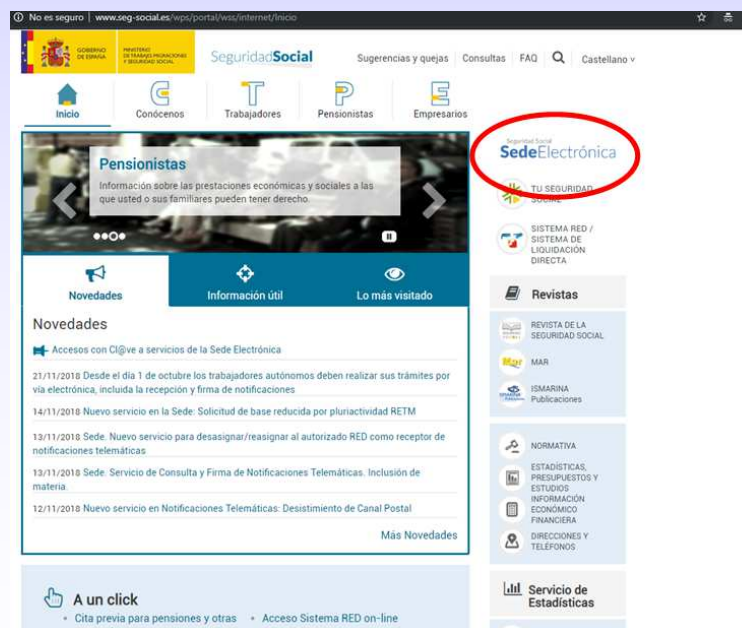 No es seguro | www.seg-social.es/wps/portal/wss/internet/Inicio
GOBIERNO
DE ESPAÑA
MINISTERIO
DE TRABAJO, MIGRACIONES
Y SEGURIDAD SOCIAL
SeguridadSocial
Sugerencias y quejas
Consultas
FAQ
Castellano
Inicio
Conócenos
Trabajadores
Pensionistas
Empresarios
Pensionistas
Información sobre las prestaciones económicas y sociales a las
que usted o sus familiares pueden tener derecho.
Seguridad Social
SedeElectrónica
TU SEGURIDAD
SOCIAL
SISTEMA RED /
SISTEMA DE
LIQUIDACIÓN
DIRECTA
Novedades
Información útil
Lo más visitado
Novedades
Accesos con Cl@ve a servicios de la Sede Electrónica
21/11/2018 Desde el día 1 de octubre los trabajadores autónomos deben realizar sus trámites por
vía electrónica, incluida la recepción y firma de notificaciones
14/11/2018 Nuevo servicio en la Sede: Solicitud de base reducida por pluriactividad RETM
13/11/2018 Sede. Nuevo servicio para desasignar/reasignar al autorizado RED como receptor de
notificaciones telemáticas
13/11/2018 Sede. Servicio de Consulta y Firma de Notificaciones Telemáticas. Inclusión de
materia.
12/11/2018 Nuevo servicio en Notificaciones Telemáticas: Desistimiento de Canal Postal
Más Novedades
Revistas
REVISTA DE LA
SEGURIDAD SOCIAL
MAR
ISMARINA
Publicaciones
NORMATIVA
ESTADÍSTICAS,
PRESUPUESTOS Y
ESTUDIOS
INFORMACIÓN
ECONÓMICO
FINANCIERA
DIRECCIONES Y
TELÉFONOS
Servicio de
Estadísticas
A un click
Cita previa para pensiones y otras
Acceso Sistema RED on-line